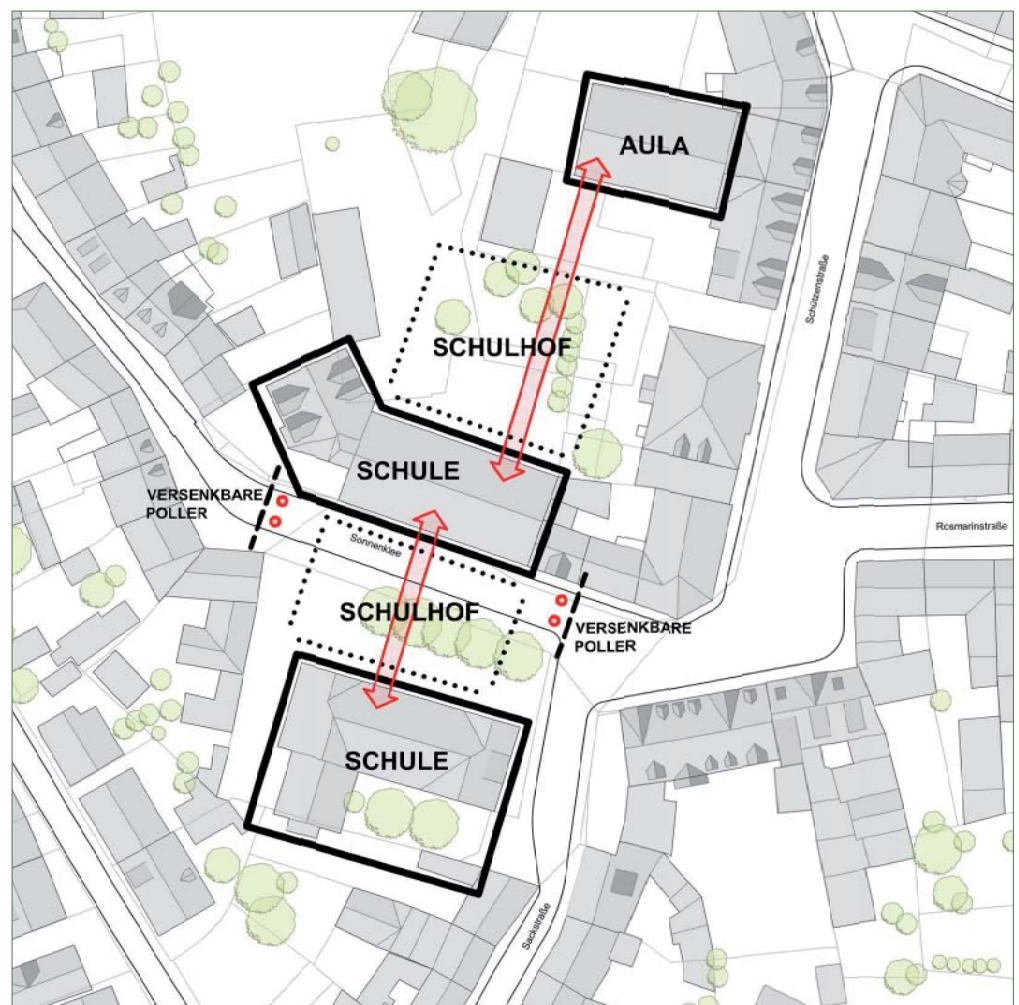 AULA
Schützenstraße
SCHULHOF
SCHULE
VERSENKBARE
POLLER
Sonnenklee
Rosmarinstraße
SCHULHOF
VERSENKBARE
POLLER
SCHULE
Sackstraße